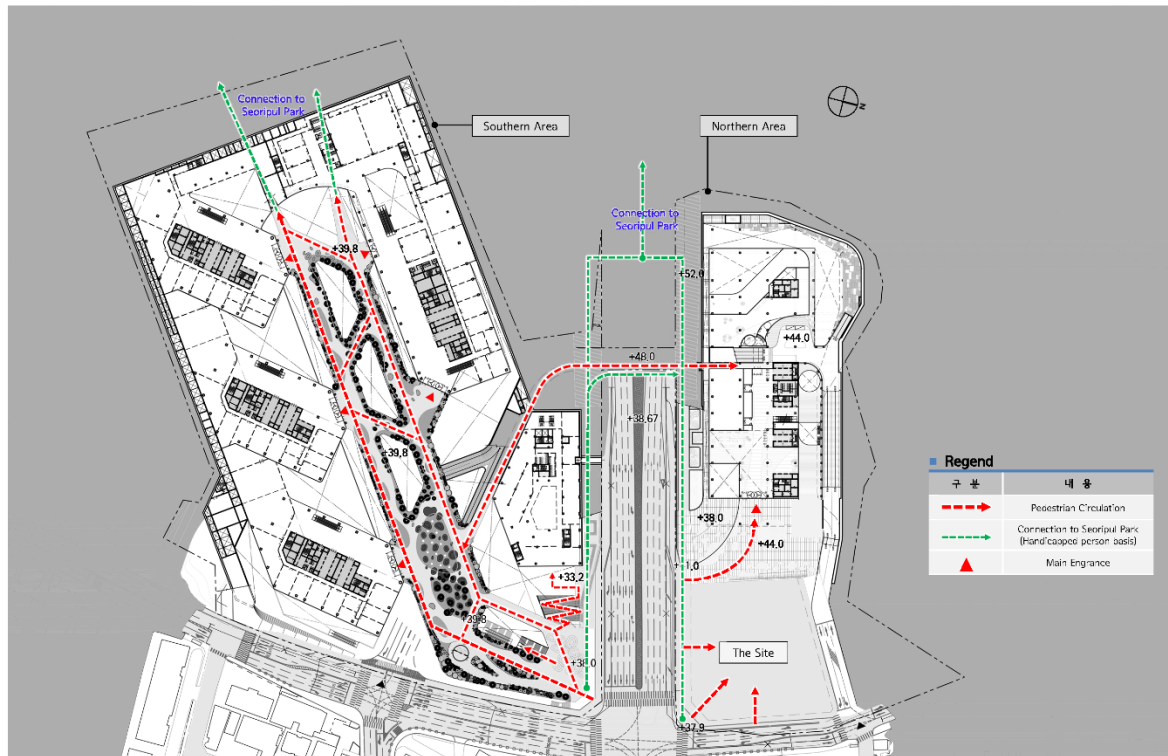 Connection to
Seoripul Park
Southern Area
Northern Area
N
Connection to
Seoripul Park
+39.8
+52.0
+44.0
+48.0
+38.67
+39.8
+38.0
+44.0
+33.2
+39.8
+38.0
The Site
+37.9
Regend
구 분
내 용
Pedestrian Circulation
Connection to Seoripul Park
(Handicapped person basis)
Main Engrance